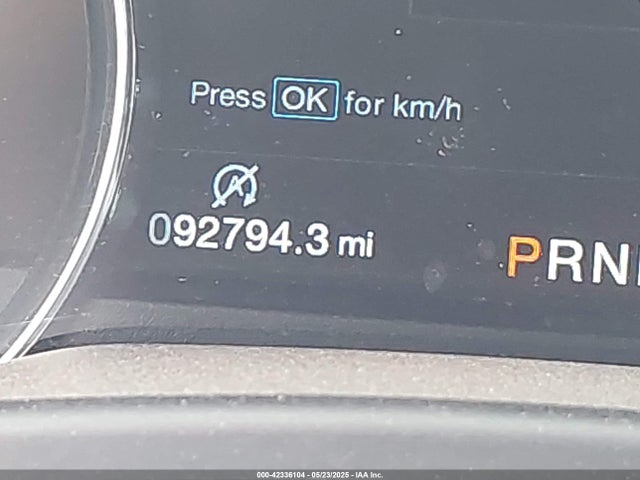 Press OK for km/h
A
092794.3 mi
PRN
000-42336104 - 05/23/2025 - IAA Inc.